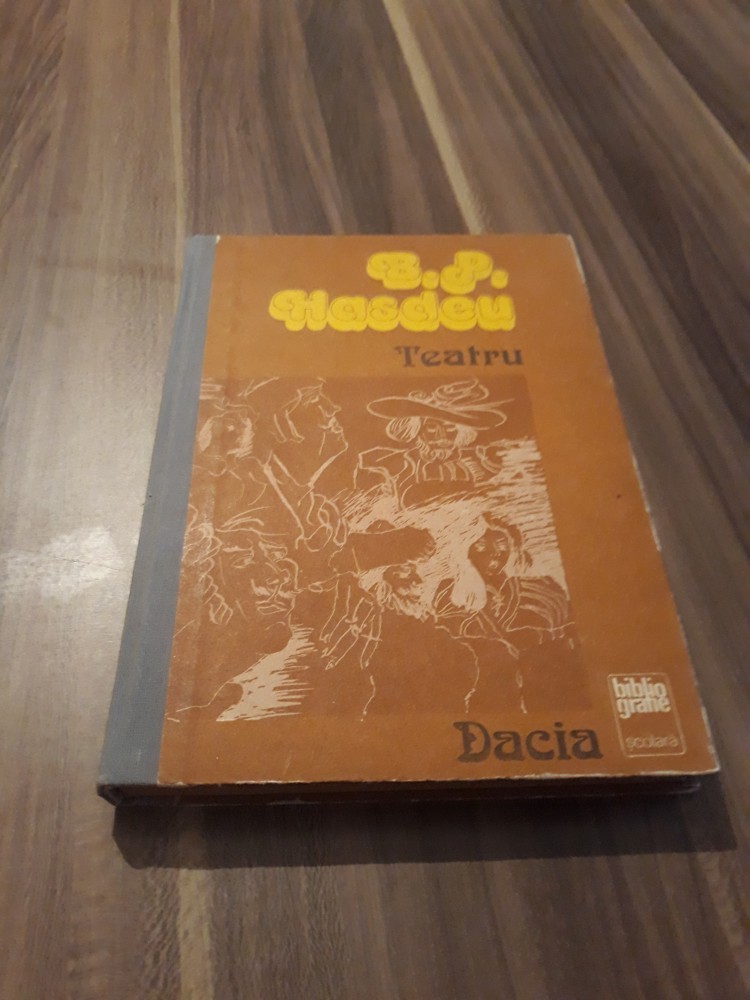 B.P.
Hasdeu
Teatru
Dacia
biblio
grafie
școlară